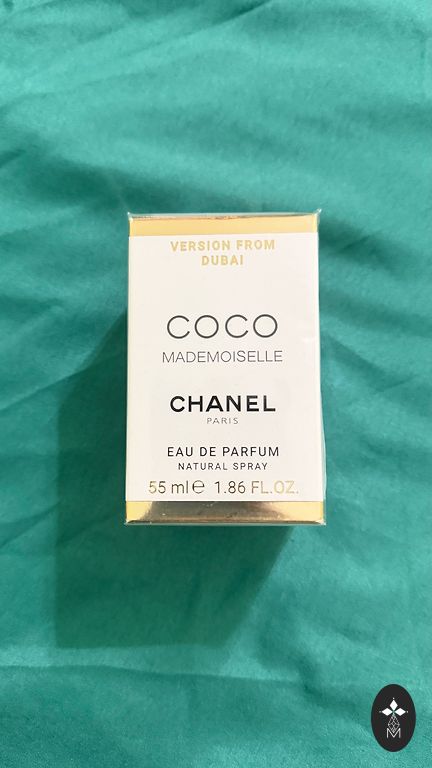 VERSION FROM
DUBAI
COCO
MADEMOISELLE
CHANEL
PARIS
EAU DE PARFUM
NATURAL SPRAY
55 ml℮ 1.86 FL.OZ.
M